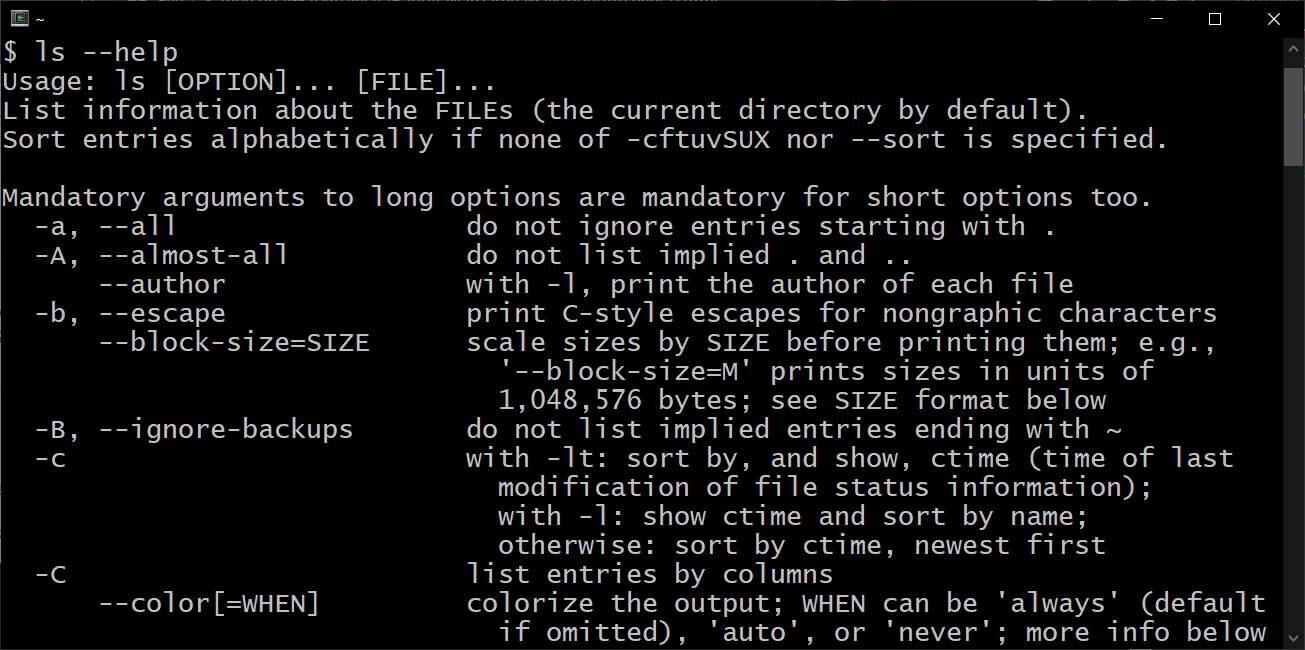 ~
$ ls --help
Usage: ls [OPTION]... [FILE]...
List information about the FILEs (the current directory by default).
Sort entries alphabetically if none of -cftuvSUX nor --sort is specified.

Mandatory arguments to long options are mandatory for short options too.
  -a, --all                  do not ignore entries starting with .
  -A, --almost-all           do not list implied . and ..
      --author               with -l, print the author of each file
  -b, --escape               print C-style escapes for nongraphic characters
      --block-size=SIZE      scale sizes by SIZE before printing them; e.g.,
                               '--block-size=M' prints sizes in units of
                               1,048,576 bytes; see SIZE format below
  -B, --ignore-backups       do not list implied entries ending with ~
  -c                         with -lt: sort by, and show, ctime (time of last
                               modification of file status information);
                               with -l: show ctime and sort by name;
                               otherwise: sort by ctime, newest first
  -C                         list entries by columns
      --color[=WHEN]         colorize the output; WHEN can be 'always' (default
                               if omitted), 'auto', or 'never'; more info below